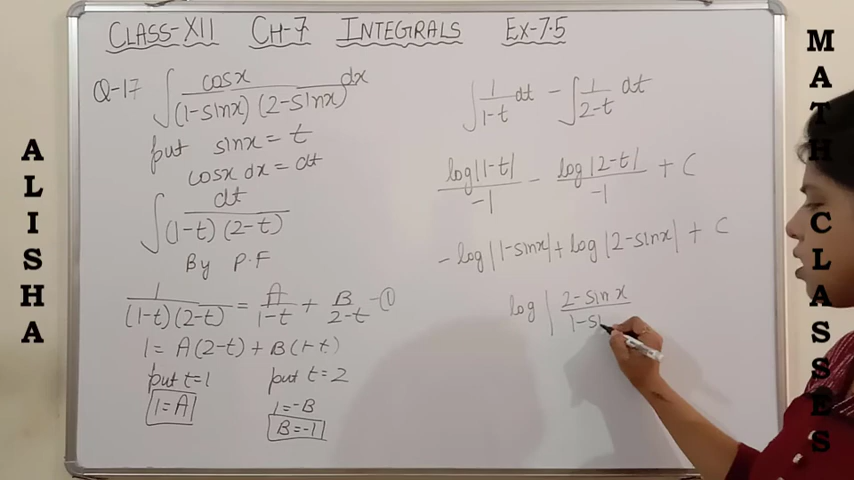 CLASS-XII CH-7 INTEGRALS EX-7.5
Q-17 ∫ cosx / (1-sinx) (2-sinx) dx
put sinx = t
cosx dx = dt
∫ dt / (1-t) (2-t)
By P.F
1 / (1-t)(2-t) = A / 1-t + B / 2-t -①
1 = A(2-t) + B(1-t)
put t=1 put t=2
1=A 1=-B
B=-1
∫ 1 / 1-t dt - ∫ 1 / 2-t dt
log|1-t| / -1 - log|2-t| / -1 + C
- log|1-sinx| + log|2-sinx| + C
log | 2-sinx / 1-si
ALISHA
MATH CLASSES